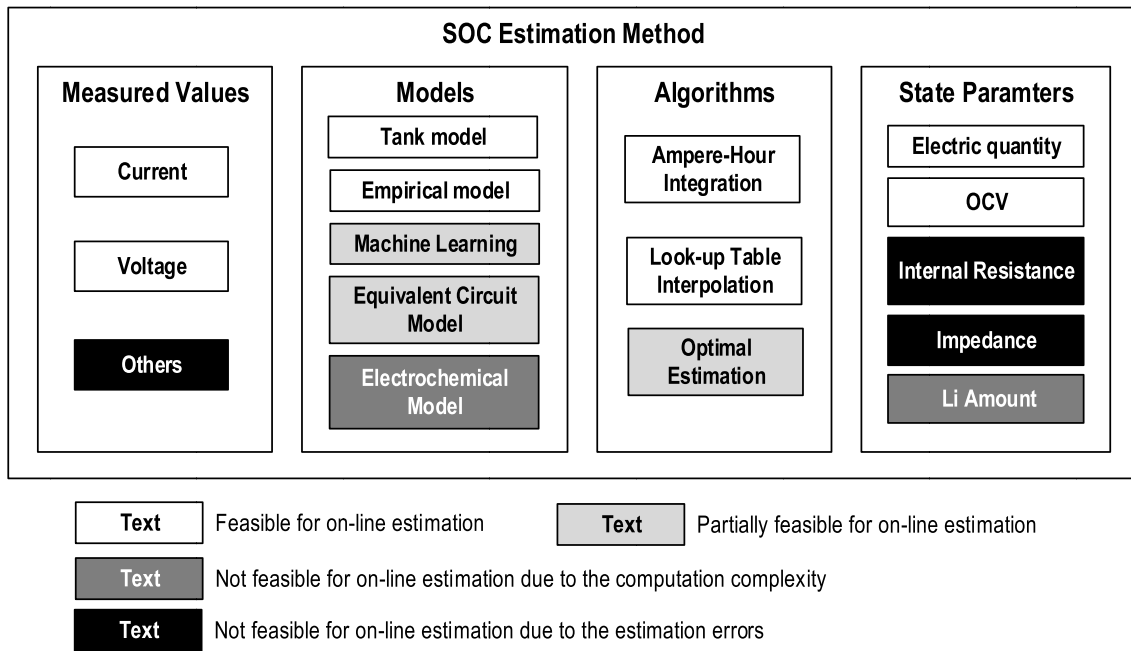 SOC Estimation Method
Measured Values
Current
Voltage
Others
Models
Tank model
Empirical model
Machine Learning
Equivalent Circuit
Model
Electrochemical
Model
Algorithms
Ampere-Hour
Integration
Look-up Table
Interpolation
Optimal
Estimation
State Paramters
Electric quantity
OCV
Internal Resistance
Impedance
Li Amount
Text Feasible for on-line estimation
Text Partially feasible for on-line estimation
Text Not feasible for on-line estimation due to the computation complexity
Text Not feasible for on-line estimation due to the estimation errors